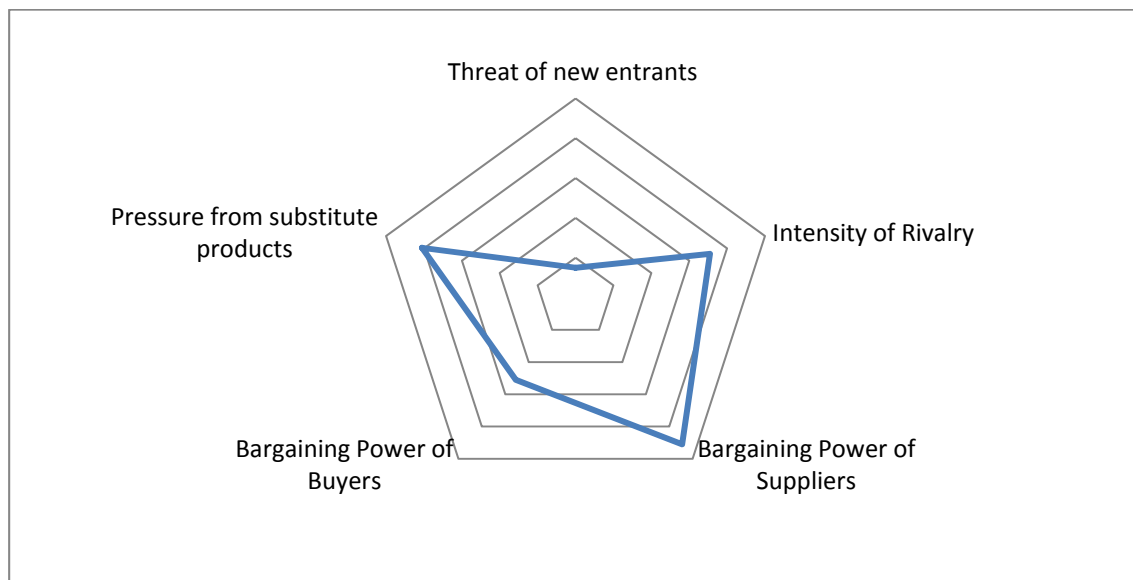 Threat of new entrants
Pressure from substitute
products
Intensity of Rivalry
Bargaining Power of
Buyers
Bargaining Power of
Suppliers